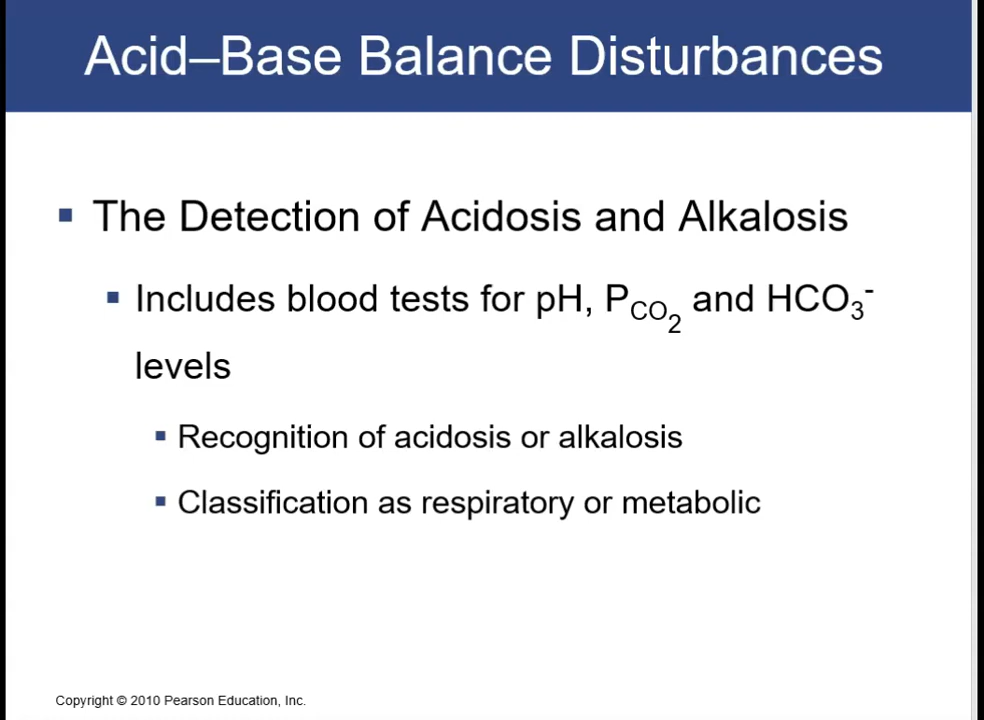 Acid–Base Balance Disturbances
▪ The Detection of Acidosis and Alkalosis
▪ Includes blood tests for pH, P_CO₂ and HCO₃⁻
levels
▪ Recognition of acidosis or alkalosis
▪ Classification as respiratory or metabolic
Copyright © 2010 Pearson Education, Inc.